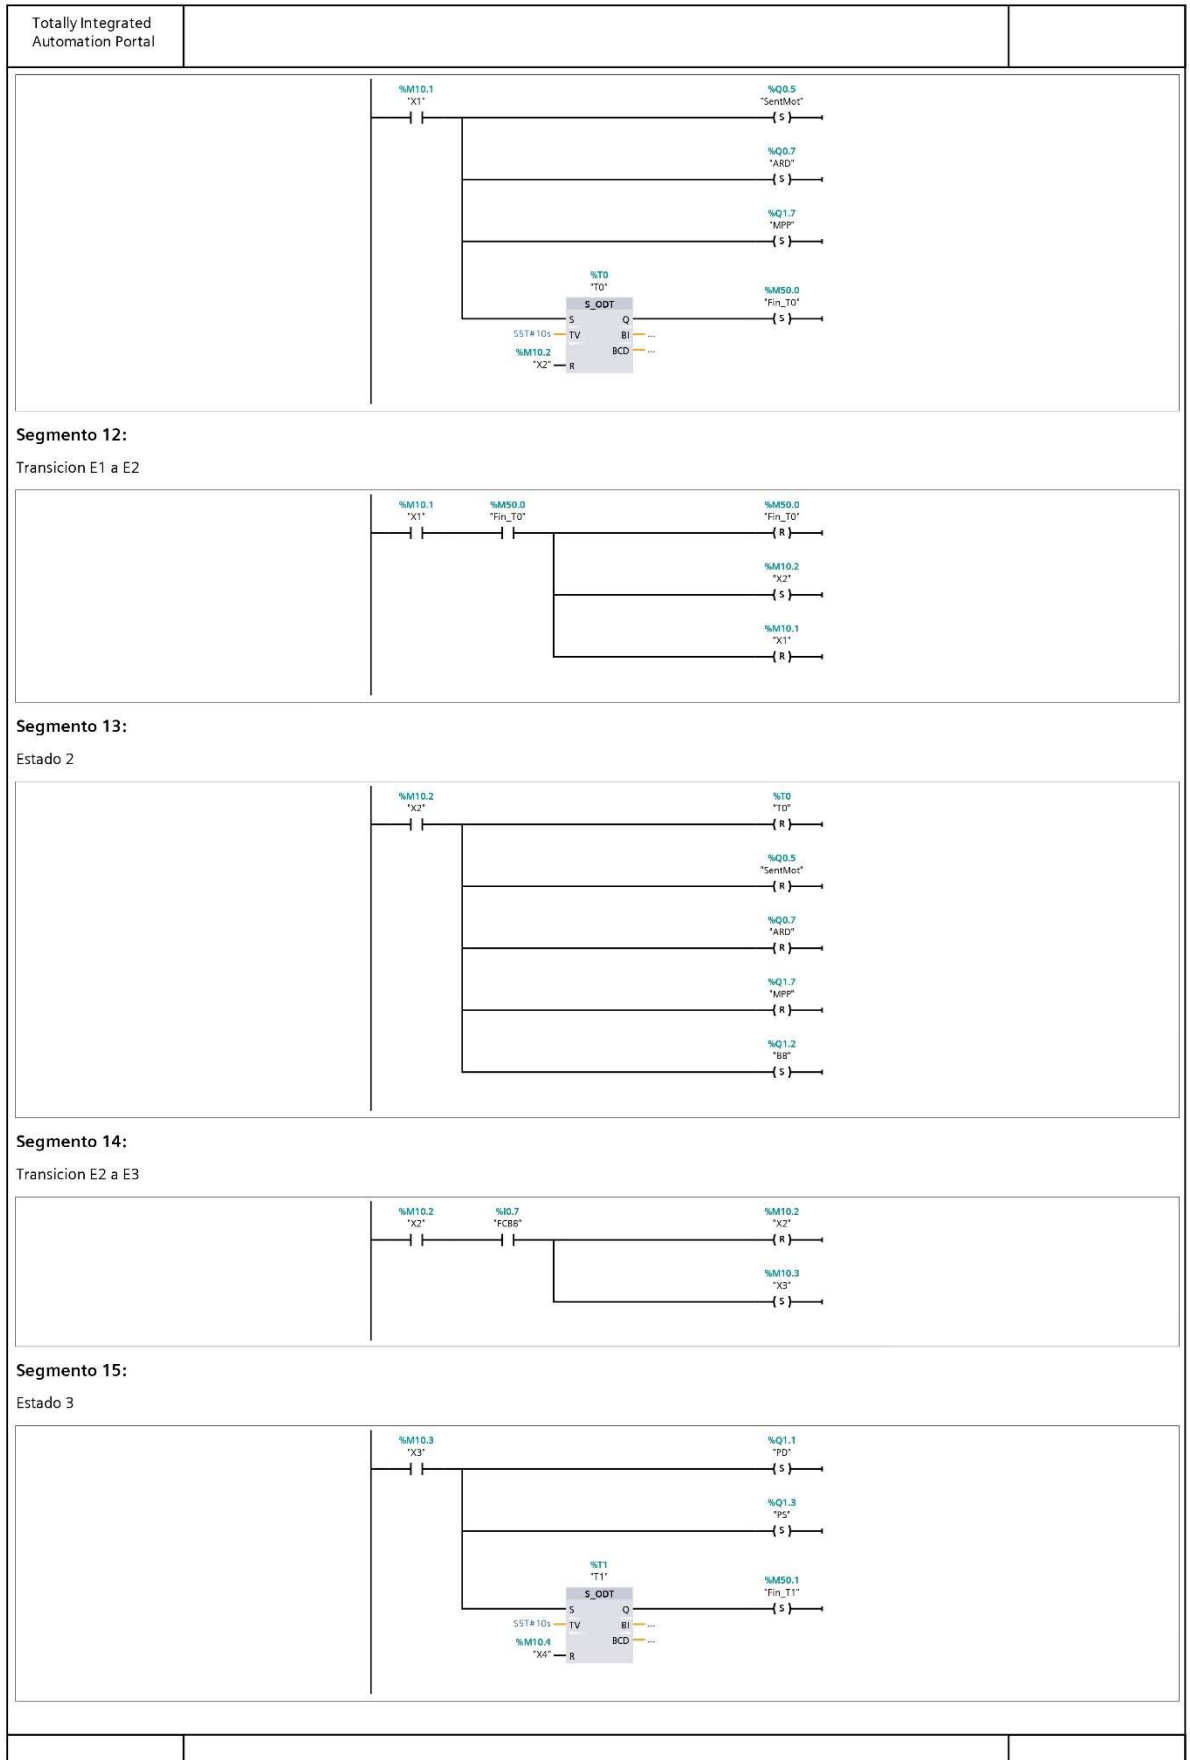 Totally Integrated
Automation Portal
%M10.1
"X1"
%Q0.5
"SentMot"
S
%Q0.7
"ARD"
S
%Q1.7
"MPP"
S
%T0
"T0"
S_ODT
%M50.0
"Fin_T0"
S Q
S
S5T#10s TV BI ...
%M10.2
"X2" R
BCD ...
Segmento 12:
Transicion E1 a E2
%M10.1
"X1"
%M50.0
"Fin_T0"
%M50.0
"Fin_T0"
R
%M10.2
"X2"
S
%M10.1
"X1"
R
Segmento 13:
Estado 2
%M10.2
"X2"
%T0
"T0"
R
%Q0.5
"SentMot"
R
%Q0.7
"ARD"
R
%Q1.7
"MPP"
R
%Q1.2
"BB"
S
Segmento 14:
Transicion E2 a E3
%M10.2
"X2"
%I0.7
"FCBB"
%M10.2
"X2"
R
%M10.3
"X3"
S
Segmento 15:
Estado 3
%M10.3
"X3"
%Q1.1
"PD"
S
%Q1.3
"PS"
S
%T1
"T1"
S_ODT
%M50.1
"Fin_T1"
S Q
S
S5T#10s TV BI ...
%M10.4
"X4" R
BCD ...